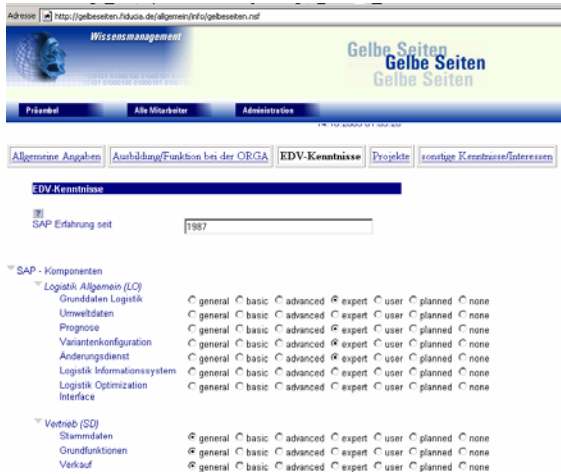 Adresse http://gelbeseiten.fiducia.de/allgemein/info/gelbeseiten.nsf
Wissensmanagement
Gelbe Seiten
Gelbe Seiten
Gelbe Seiten
Präambel Alle Mitarbeiter Administration
Allgemeine Angaben Ausbildung/Funktion bei der ORGA EDV-Kenntnisse Projekte sonstige Kenntnisse/Interessen
EDV-Kenntnisse
?
SAP Erfahrung seit 1987
SAP - Komponenten
Logistik Allgemein (LO)
Grunddaten Logistik general basic advanced expert user planned none
Umweltdaten general basic advanced expert user planned none
Prognose general basic advanced expert user planned none
Variantenkonfiguration general basic advanced expert user planned none
Änderungsdienst general basic advanced expert user planned none
Logistik Informationssystem general basic advanced expert user planned none
Logistik Optimization general basic advanced expert user planned none
Interface
Vertrieb (SD)
Stammdaten general basic advanced expert user planned none
Grundfunktionen general basic advanced expert user planned none
Verkauf general basic advanced expert user planned none